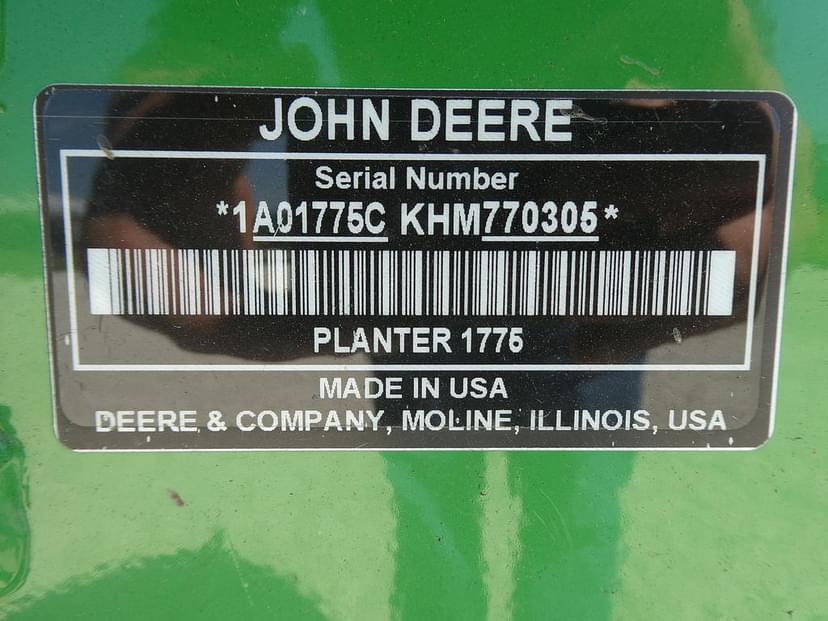 JOHN DEERE
Serial Number
*1A01775C KHM770305*
PLANTER 1775
MADE IN USA
DEERE & COMPANY, MOLINE, ILLINOIS, USA